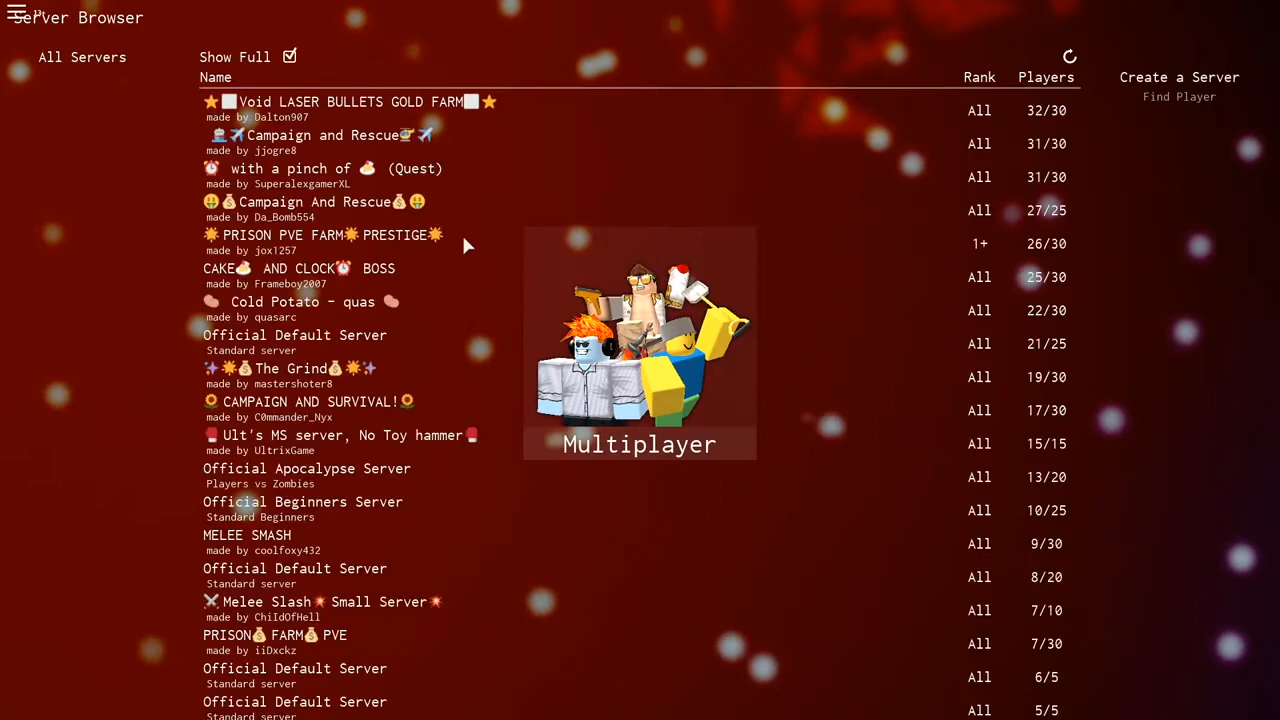 Server Browser
13+
All Servers
Show Full
Name Rank Players
Create a Server
Find Player
⭐⬜Void LASER BULLETS GOLD FARM⬜⭐ All 32/30
made by Dalton907
🚊✈️Campaign and Rescue🚁✈️ All 31/30
made by jjogre8
⏰ with a pinch of 🍰 (Quest) All 31/30
made by SuperalexgamerXL
🤑💰Campaign And Rescue💰🤑 All 27/25
made by Da_Bomb554
🌟PRISON PVE FARM🌟PRESTIGE🌟 1+ 26/30
made by jox1257
CAKE🍰 AND CLOCK⏰ BOSS All 25/30
made by Frameboy2007
🥔 Cold Potato - quas 🥔 All 22/30
made by quasarc
Official Default Server All 21/25
Standard server
✨🌟💰The Grind💰🌟✨ All 19/30
made by mastershoter8
🌻CAMPAIGN AND SURVIVAL!🌻 All 17/30
made by C0mmander_Nyx
🥊Ult's MS server, No Toy hammer🥊 All 15/15
made by UltrixGame
Official Apocalypse Server All 13/20
Players vs Zombies
Official Beginners Server All 10/25
Standard Beginners
MELEE SMASH All 9/30
made by coolfoxy432
Official Default Server All 8/20
Standard server
⚔️Melee Slash💥Small Server💥 All 7/10
made by ChiIdOfHell
PRISON💰FARM💰PVE All 7/30
made by iiDxckz
Official Default Server All 6/5
Standard server
Official Default Server All 5/5
Standard server
Multiplayer